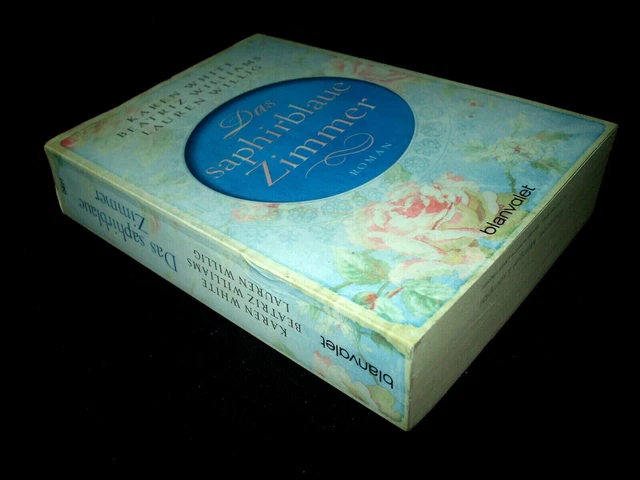 KAREN WHITE
BEATRIZ WILLIAMS
LAUREN WILLIG
Das
saphirblaue
Zimmer
ROMAN
blanvalet
Das saphirblaue
Zimmer
KAREN WHITE
BEATRIZ WILLIAMS
LAUREN WILLIG
blanvalet